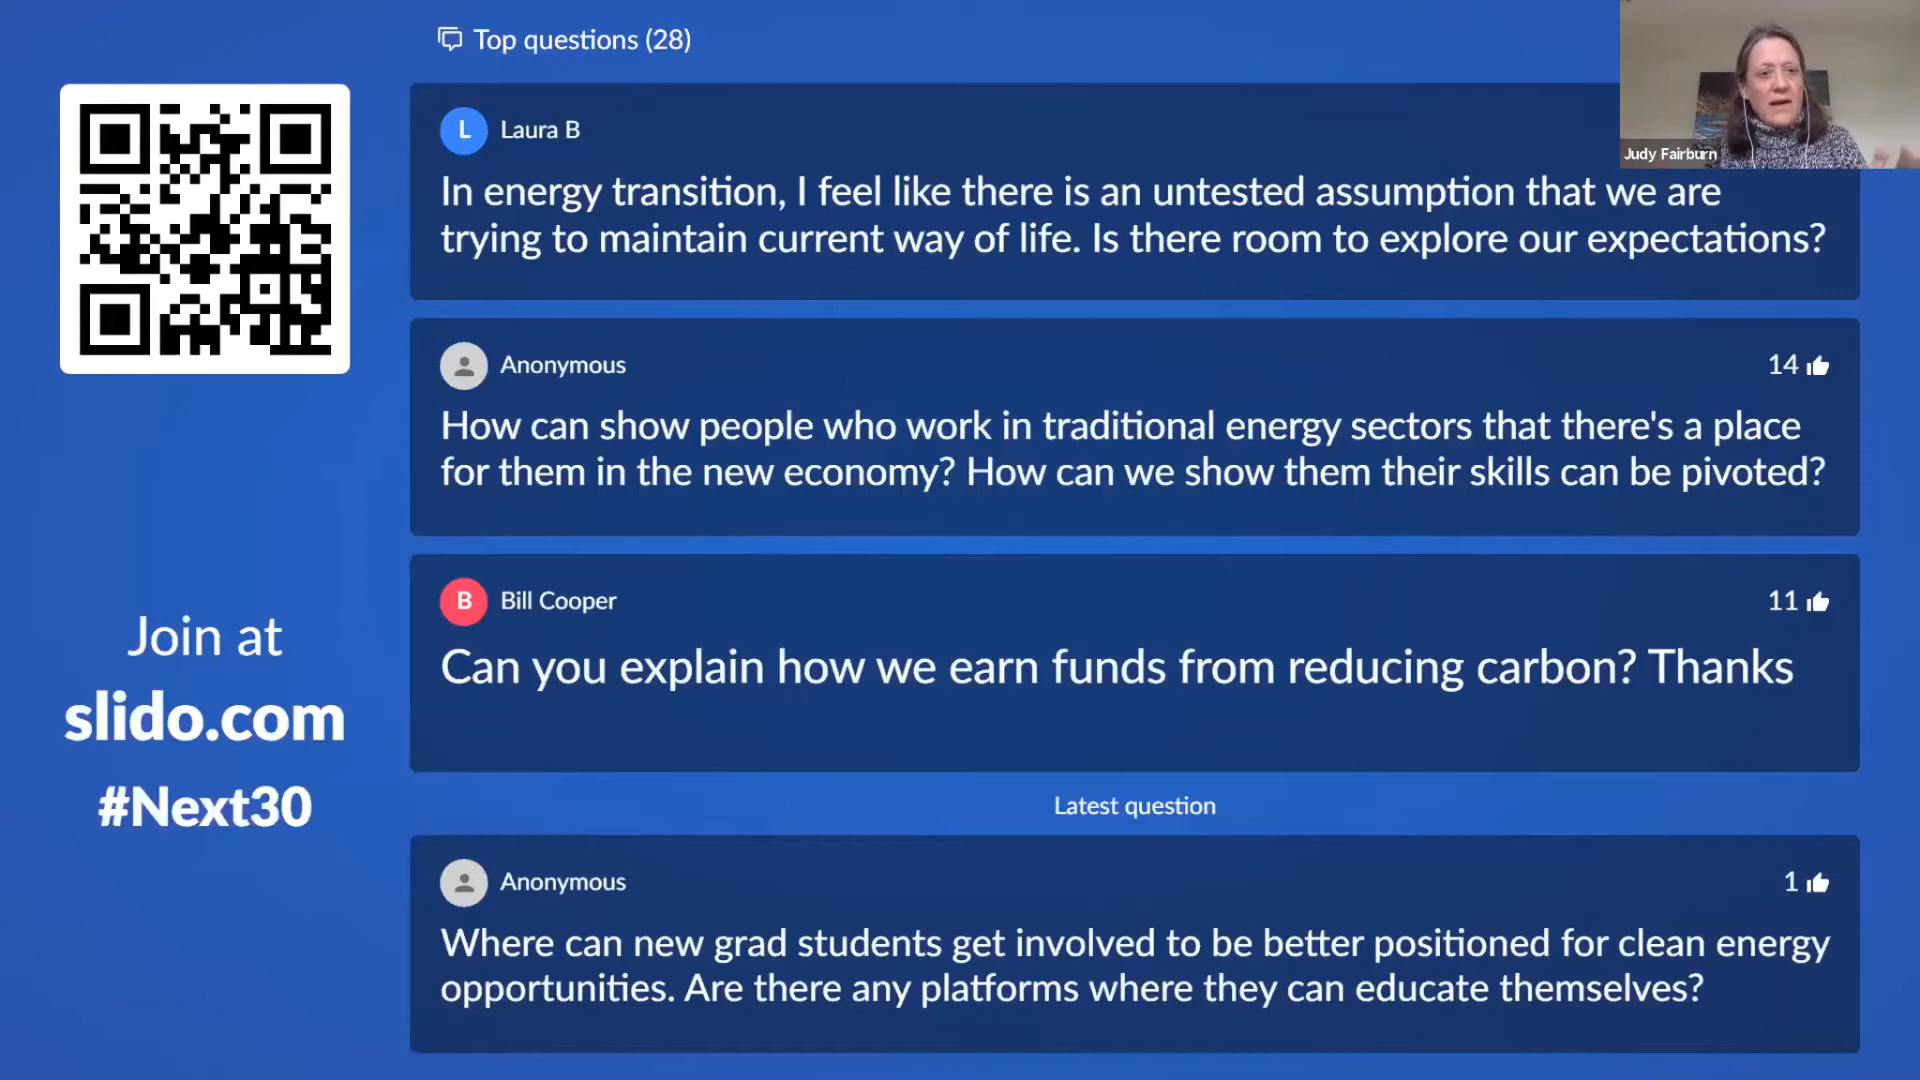 Top questions (28)
L
Laura B
In energy transition, I feel like there is an untested assumption that we are
trying to maintain current way of life. Is there room to explore our expectations?
Judy Fairburn
Anonymous
14
How can show people who work in traditional energy sectors that there's a place
for them in the new economy? How can we show them their skills can be pivoted?
B
Bill Cooper
11
Can you explain how we earn funds from reducing carbon? Thanks
Join at
slido.com
#Next30
Latest question
Anonymous
1
Where can new grad students get involved to be better positioned for clean energy
opportunities. Are there any platforms where they can educate themselves?